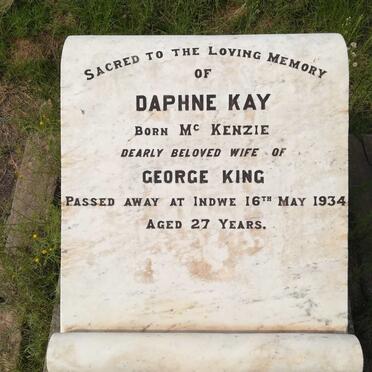 Sacred to the Loving Memory
of
Daphne Kay
Born Mc Kenzie
dearly beloved wife of
George King
Passed away at Indwe 16th May 1934
Aged 27 Years.